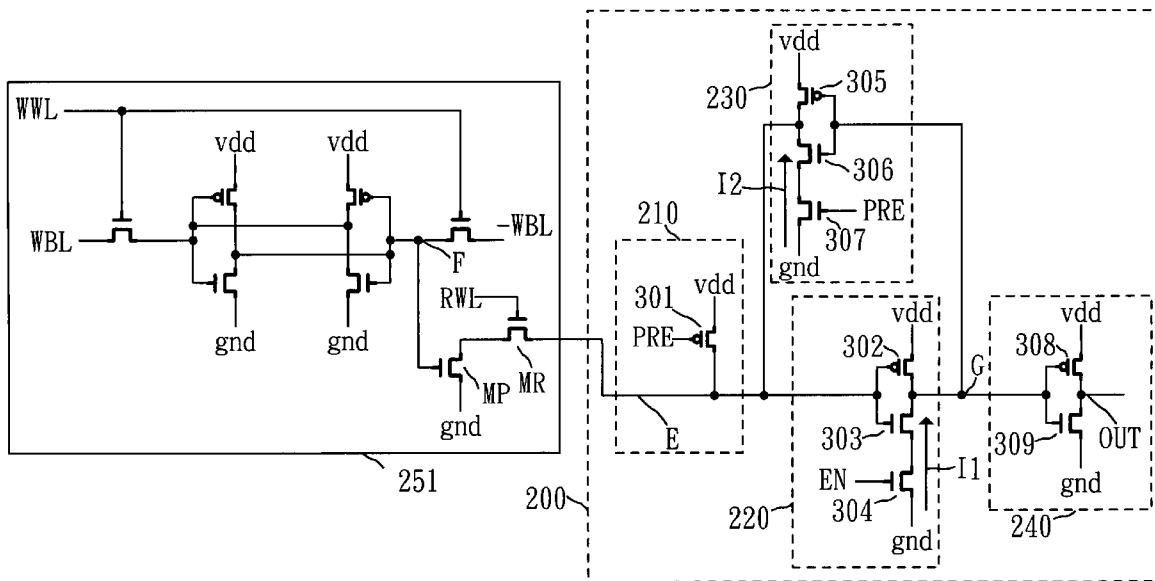 WWL
vdd
vdd
WBL
-WBL
F
gnd
gnd
RWL
MR
MP
gnd
251
200
210
301
vdd
PRE
E
230
vdd
305
306
I2
PRE
307
gnd
vdd
302
303
EN
304
I1
gnd
220
G
vdd
308
309
OUT
gnd
240